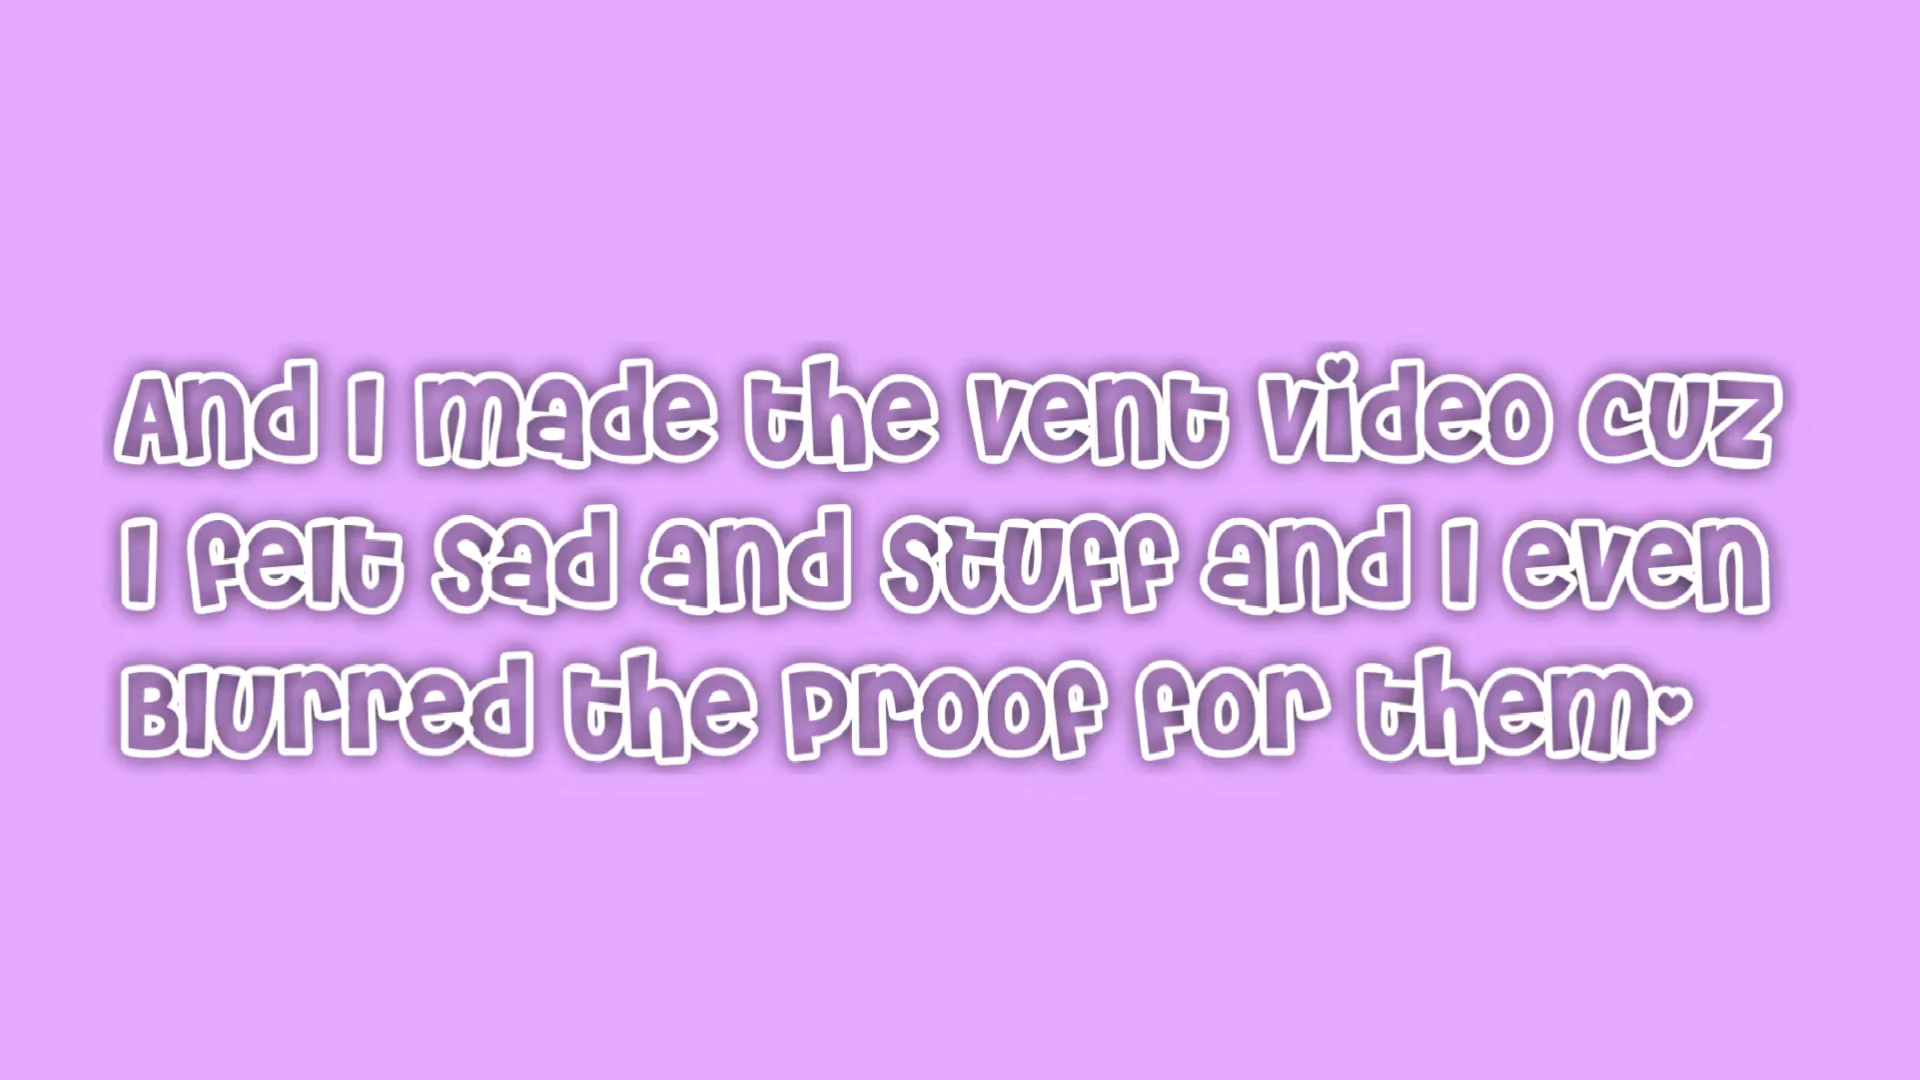 And I made the vent video cuz
I felt sad and stuff and I even
Blurred the proof for them.